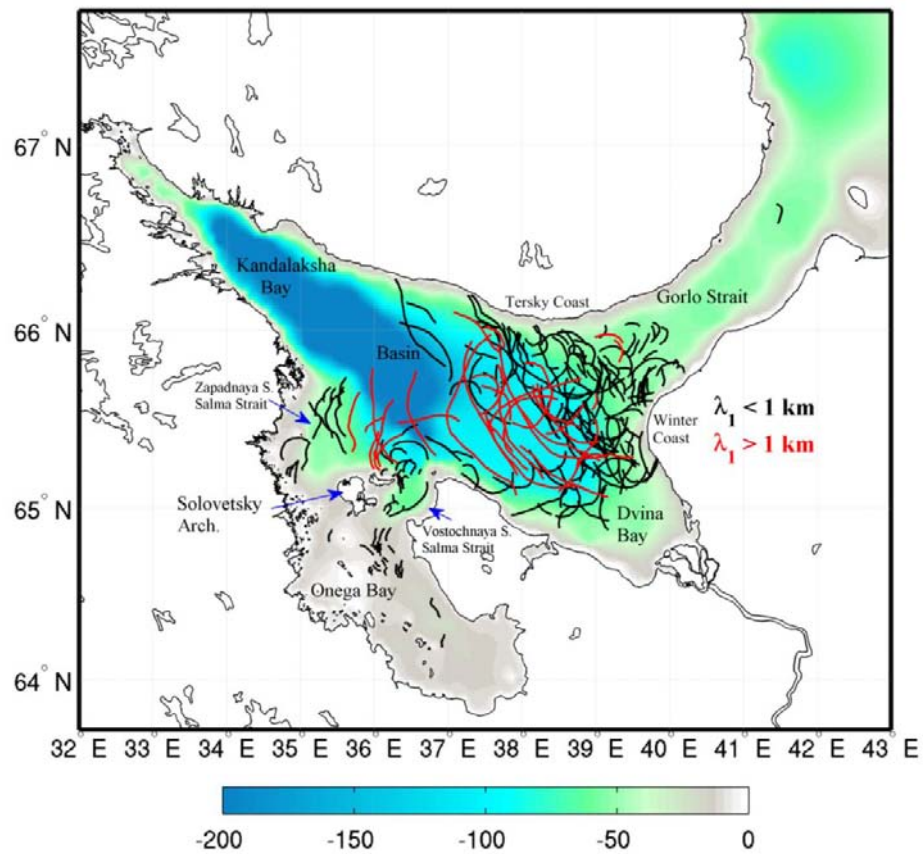 67° N
Kandalaksha
Bay
Tersky Coast
Gorlo Strait
66° N
Basin
Zapadnaya S.
Salma Strait
λ₁ < 1 km
Winter
Coast
λ₁ > 1 km
65° N
Solovetsky
Arch.
Dvina
Bay
Vostochnaya S.
Salma Strait
Onega Bay
64° N
32° E 33° E 34° E 35° E 36° E 37° E 38° E 39° E 40° E 41° E 42° E 43° E
-200 -150 -100 -50 0